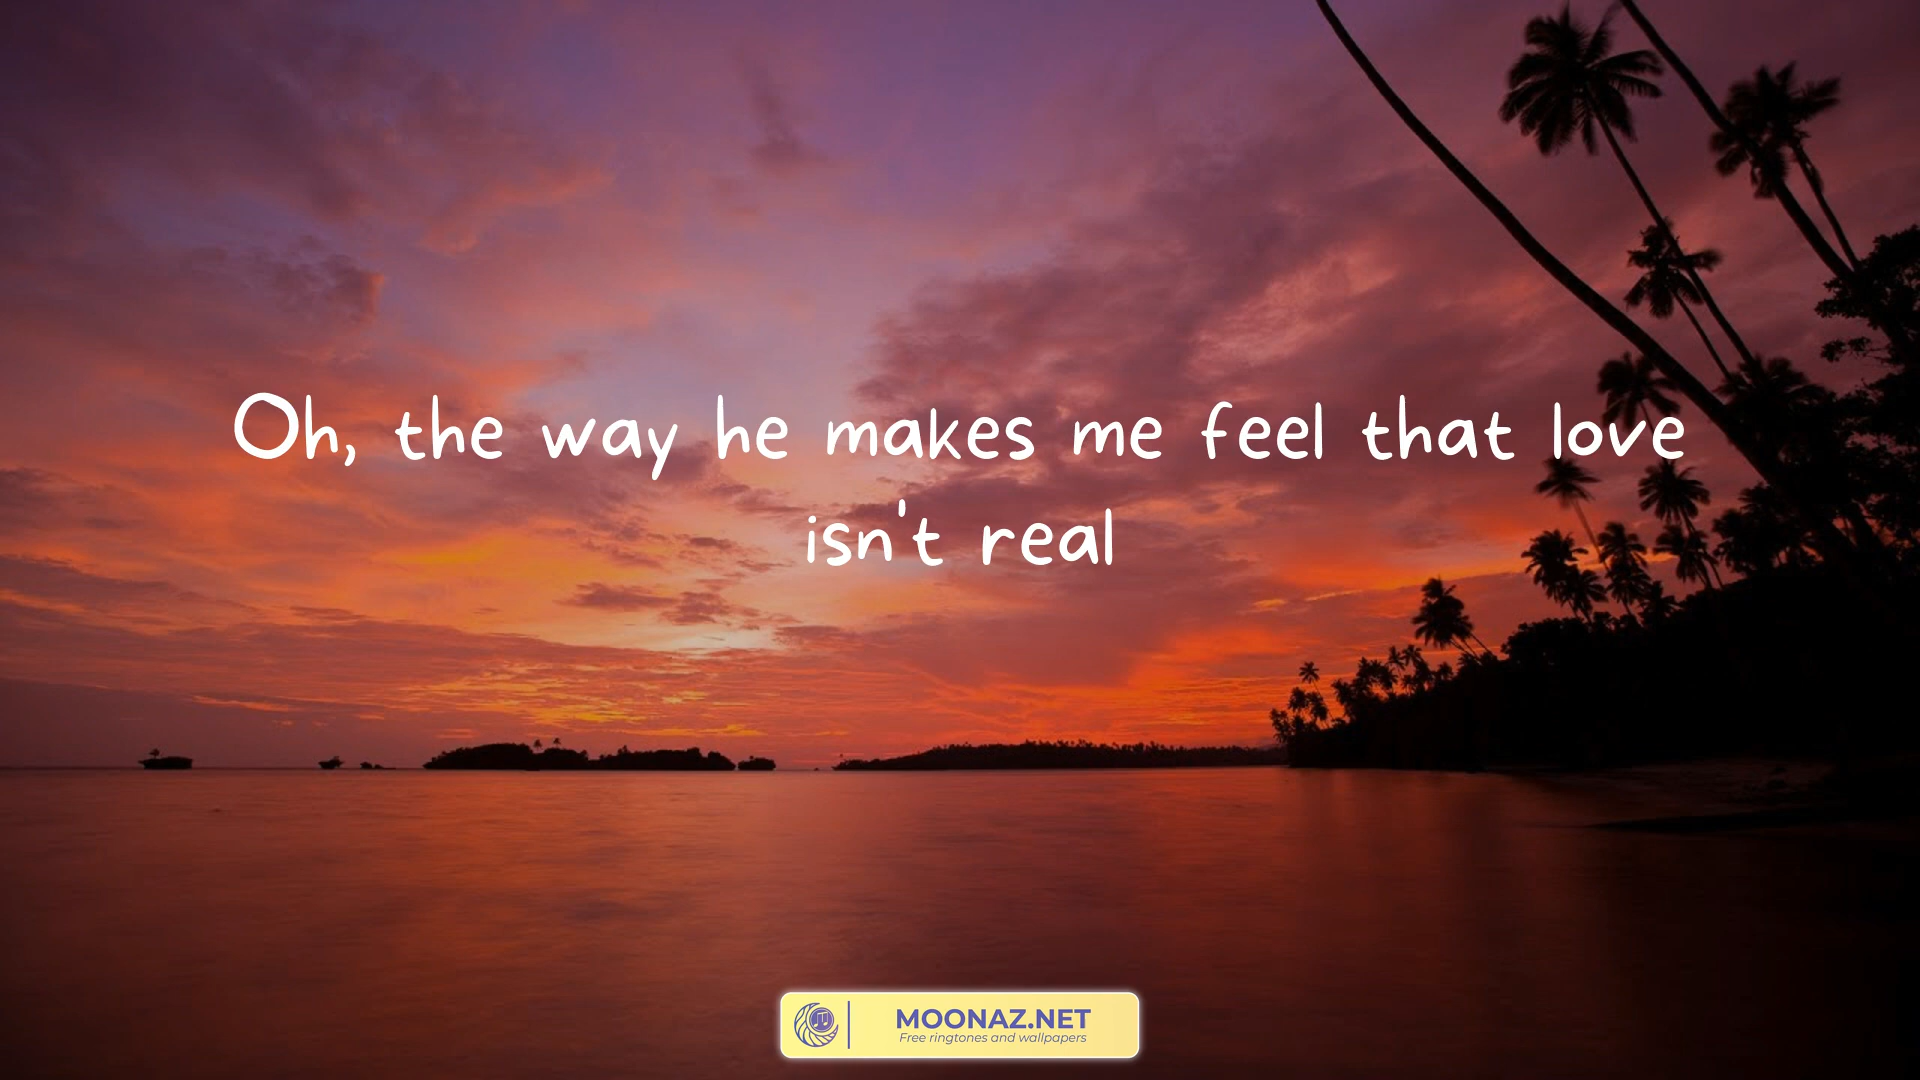 Oh, the way he makes me feel that love
isn't real
MOONAZ.NET
Free ringtones and wallpapers